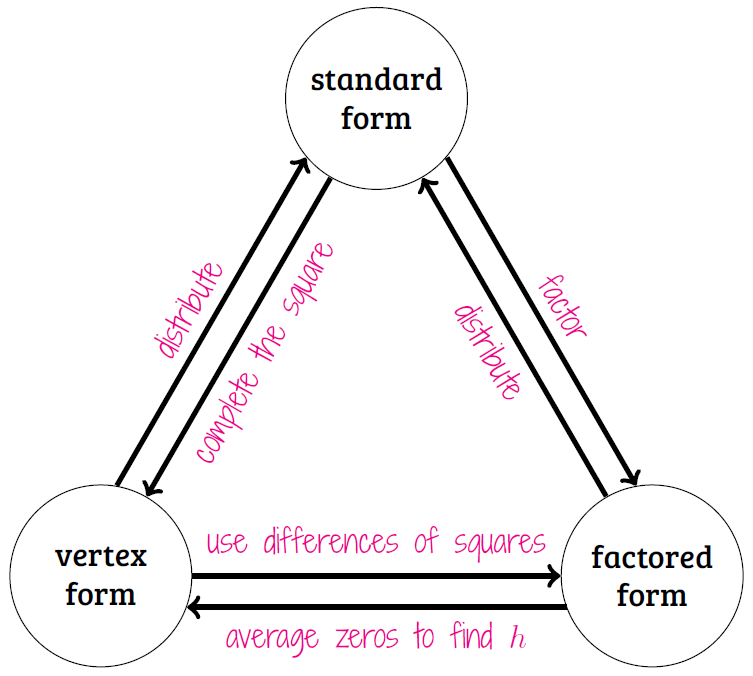 standard
form
distribute
complete the square
distribute
factor
vertex
form
use differences of squares
factored
form
average zeros to find h